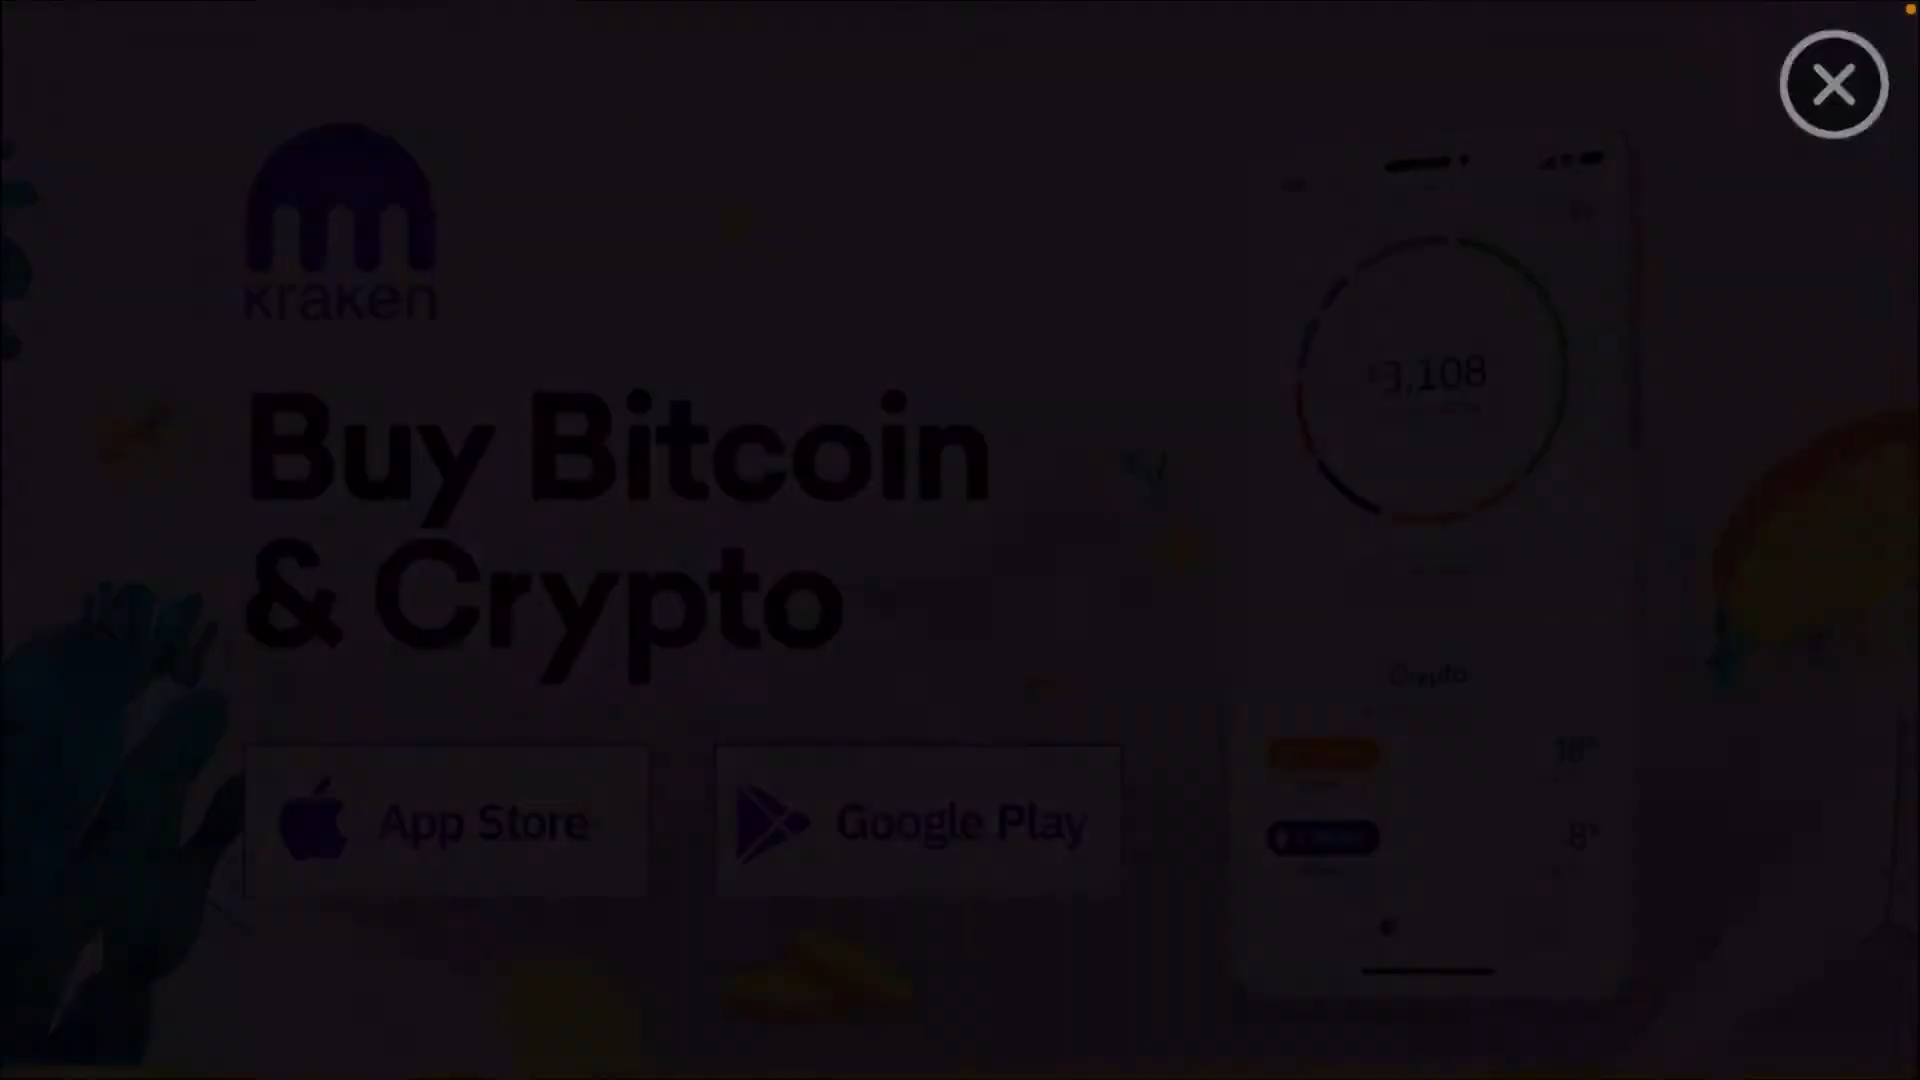 kraken
Buy Bitcoin
& Crypto
App Store
Google Play
3,108
Crypto